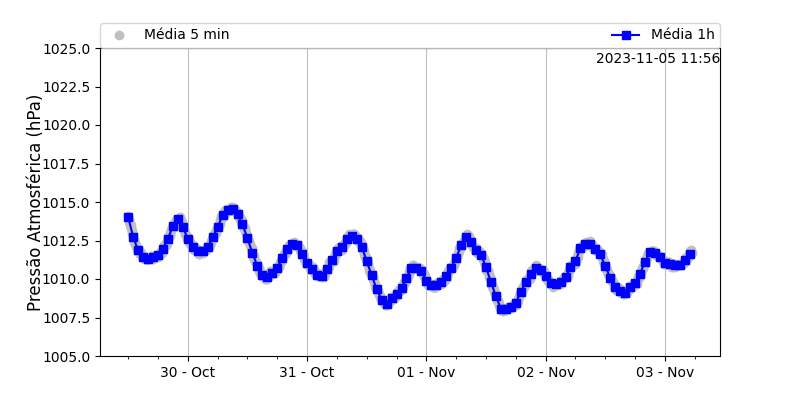 Média 5 min
Média 1h
2023-11-05 11:56
Pressão Atmosférica (hPa)
1025.0
1022.5
1020.0
1017.5
1015.0
1012.5
1010.0
1007.5
1005.0
30 - Oct
31 - Oct
01 - Nov
02 - Nov
03 - Nov